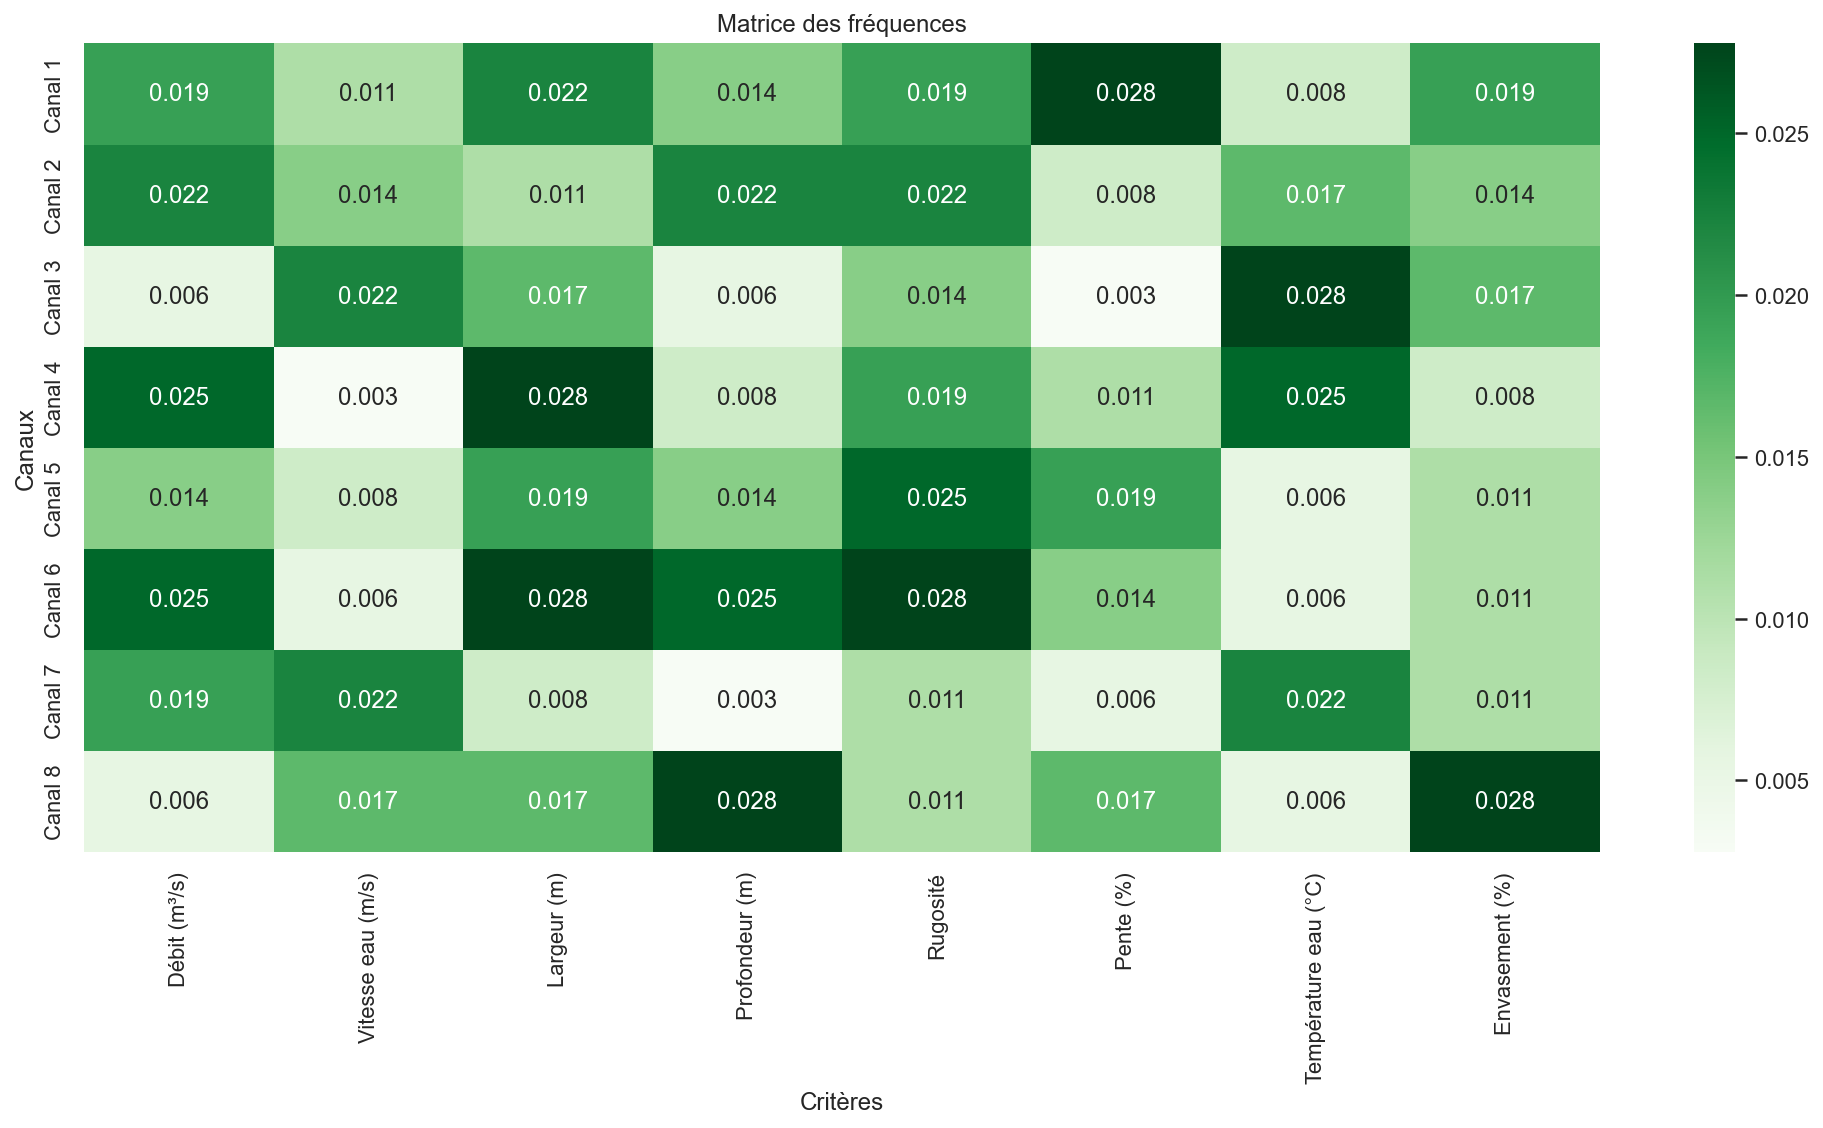 Matrice des fréquences
Canal 1 0.019 0.011 0.022 0.014 0.019 0.028 0.008 0.019
Canal 2 0.022 0.014 0.011 0.022 0.022 0.008 0.017 0.014
Canal 3 0.006 0.022 0.017 0.006 0.014 0.003 0.028 0.017
Canal 4 0.025 0.003 0.028 0.008 0.019 0.011 0.025 0.008
Canal 5 0.014 0.008 0.019 0.014 0.025 0.019 0.006 0.011
Canal 6 0.025 0.006 0.028 0.025 0.028 0.014 0.006 0.011
Canal 7 0.019 0.022 0.008 0.003 0.011 0.006 0.022 0.011
Canal 8 0.006 0.017 0.017 0.028 0.011 0.017 0.006 0.028
Canaux
Débit (m³/s)
Vitesse eau (m/s)
Largeur (m)
Profondeur (m)
Rugosité
Pente (%)
Température eau (°C)
Envasement (%)
Critères
0.025
0.020
0.015
0.010
0.005